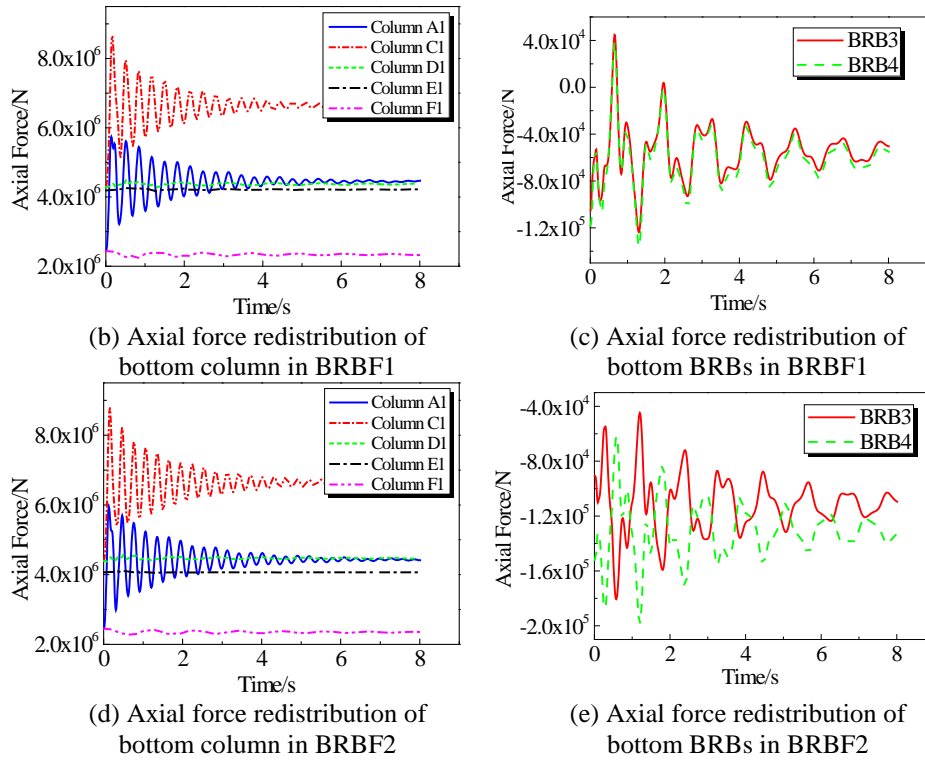 Column A1
Column C1
Column D1
Column E1
Column F1
8.0x10^6
6.0x10^6
4.0x10^6
2.0x10^6
Axial Force/N
0 2 4 6 8
Time/s
(b) Axial force redistribution of
bottom column in BRBF1
BRB3
BRB4
4.0x10^4
0.0
-4.0x10^4
-8.0x10^4
-1.2x10^5
Axial Force/N
0 2 4 6 8
Time/s
(c) Axial force redistribution of
bottom BRBs in BRBF1
Column A1
Column C1
Column D1
Column E1
Column F1
8.0x10^6
6.0x10^6
4.0x10^6
2.0x10^6
Axial Force/N
0 2 4 6 8
Time/s
(d) Axial force redistribution of
bottom column in BRBF2
BRB3
BRB4
-4.0x10^4
-8.0x10^4
-1.2x10^5
-1.6x10^5
-2.0x10^5
Axial Force/N
0 2 4 6 8
Time/s
(e) Axial force redistribution of
bottom BRBs in BRBF2